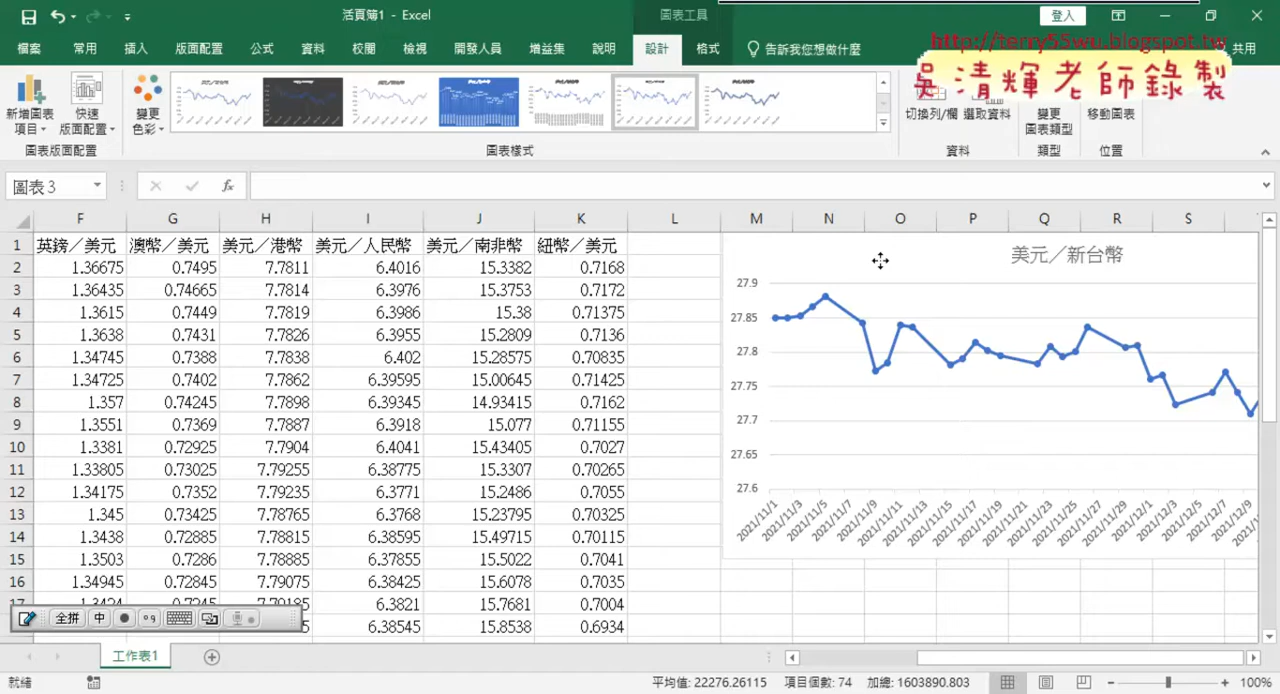 活頁簿1 - Excel
圖表工具
登入
檔案 常用 插入 版面配置 公式 資料 校閱 檢視 開發人員 增益集 說明 設計 格式 告訴我您想做什麼 共用
http://terry55wu.blogspot.tw
吳清輝老師錄製
新增圖表項目 快速版面配置 變更色彩 切換列/欄 選取資料 變更圖表類型 移動圖表
圖表版面配置 圖表樣式 資料 類型 位置
圖表 3 fx
F G H I J K L M N O P Q R S
1 英鎊/美元 澳幣/美元 美元/港幣 美元/人民幣 美元/南非幣 紐幣/美元
2 1.36675 0.7495 7.7811 6.4016 15.3382 0.7168
3 1.36435 0.74665 7.7814 6.3976 15.3753 0.7172
4 1.3615 0.7449 7.7819 6.3986 15.38 0.71375
5 1.3638 0.7431 7.7826 6.3955 15.2809 0.7136
6 1.34745 0.7388 7.7838 6.402 15.28575 0.70835
7 1.34725 0.7402 7.7862 6.39595 15.00645 0.71425
8 1.357 0.74245 7.7898 6.39345 14.93415 0.7162
9 1.3551 0.7369 7.7887 6.3918 15.077 0.71155
10 1.3381 0.72925 7.7904 6.4041 15.43405 0.7027
11 1.33805 0.73025 7.79255 6.38775 15.3307 0.70265
12 1.34175 0.7352 7.79235 6.3771 15.2486 0.7055
13 1.345 0.73425 7.78765 6.3768 15.23795 0.70325
14 1.3438 0.72885 7.78815 6.38595 15.49715 0.70115
15 1.3503 0.7286 7.78885 6.37855 15.5022 0.7041
16 1.34945 0.72845 7.79075 6.38425 15.6078 0.7035
17 1.3424 0.7245 7.79185 6.3821 15.7681 0.7004
6.38545 15.8538 0.6934
美元/新台幣
27.9
27.85
27.8
27.75
27.7
27.65
27.6
2021/11/1 2021/11/3 2021/11/5 2021/11/7 2021/11/9 2021/11/11 2021/11/13 2021/11/15 2021/11/17 2021/11/19 2021/11/21 2021/11/23 2021/11/25 2021/11/27 2021/11/29 2021/12/1 2021/12/3 2021/12/5 2021/12/7 2021/12/9
全拼 中
工作表1
就緒 平均值: 22276.26115 項目個數: 74 加總: 1603890.803 100%